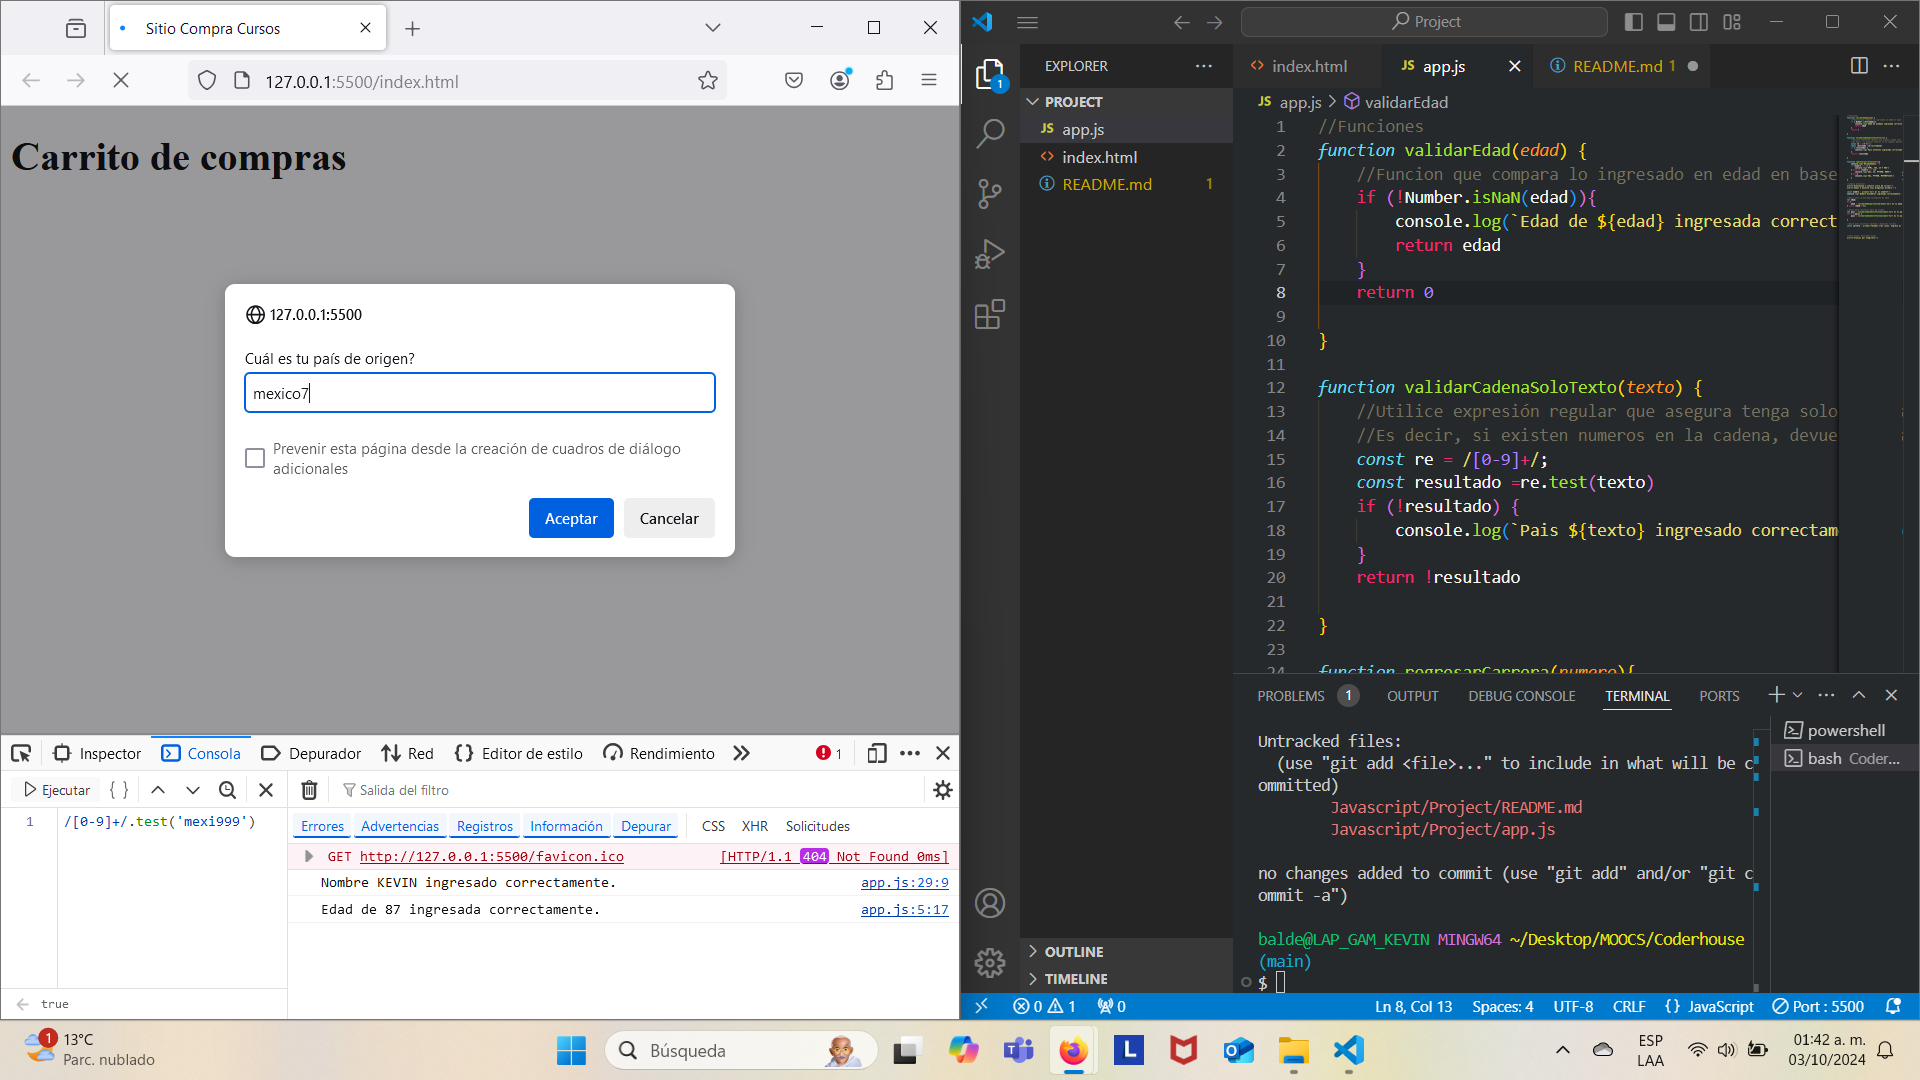 Sitio Compra Cursos
127.0.0.1:5500/index.html
Carrito de compras
127.0.0.1:5500
Cuál es tu país de origen?
mexico7
Prevenir esta página desde la creación de cuadros de diálogo
adicionales
Aceptar
Cancelar
Inspector
Consola
Depurador
Red
Editor de estilo
Rendimiento
1
Ejecutar
Salida del filtro
1
/[0-9]+/.test('mexi999')
true
Errores
Advertencias
Registros
Información
Depurar
CSS
XHR
Solicitudes
GET http://127.0.0.1:5500/favicon.ico [HTTP/1.1 404 Not Found 0ms]
Nombre KEVIN ingresado correctamente. app.js:29:9
Edad de 87 ingresada correctamente. app.js:5:17
Project
1
EXPLORER
PROJECT
JS app.js
index.html
README.md 1
OUTLINE
TIMELINE
index.html
JS app.js
README.md 1
JS app.js > validarEdad
1 //Funciones
2 function validarEdad(edad) {
3 //Funcion que compara lo ingresado en edad en base
4 if (!Number.isNaN(edad)){
5 console.log(`Edad de ${edad} ingresada correct
6 return edad
7 }
8 return 0
9
10 }
11
12 function validarCadenaSoloTexto(texto) {
13 //Utilice expresión regular que asegura tenga solo
14 //Es decir, si existen numeros en la cadena, devue
15 const re = /[0-9]+/;
16 const resultado =re.test(texto)
17 if (!resultado) {
18 console.log(`Pais ${texto} ingresado correctam
19 }
20 return !resultado
21
22 }
23
24 function regresarCarrera(numero){
PROBLEMS 1
OUTPUT
DEBUG CONSOLE
TERMINAL
PORTS
Untracked files:
(use "git add <file>..." to include in what will be c
ommitted)
Javascript/Project/README.md
Javascript/Project/app.js
no changes added to commit (use "git add" and/or "git c
ommit -a")
balde@LAP_GAM_KEVIN MINGW64 ~/Desktop/MOOCS/Coderhouse
(main)
$
powershell
bash Coder...
0 1 0
Ln 8, Col 13
Spaces: 4
UTF-8
CRLF
{} JavaScript
Port : 5500
1
13°C
Parc. nublado
Búsqueda
L
ESP
LAA
01:42 a. m.
03/10/2024